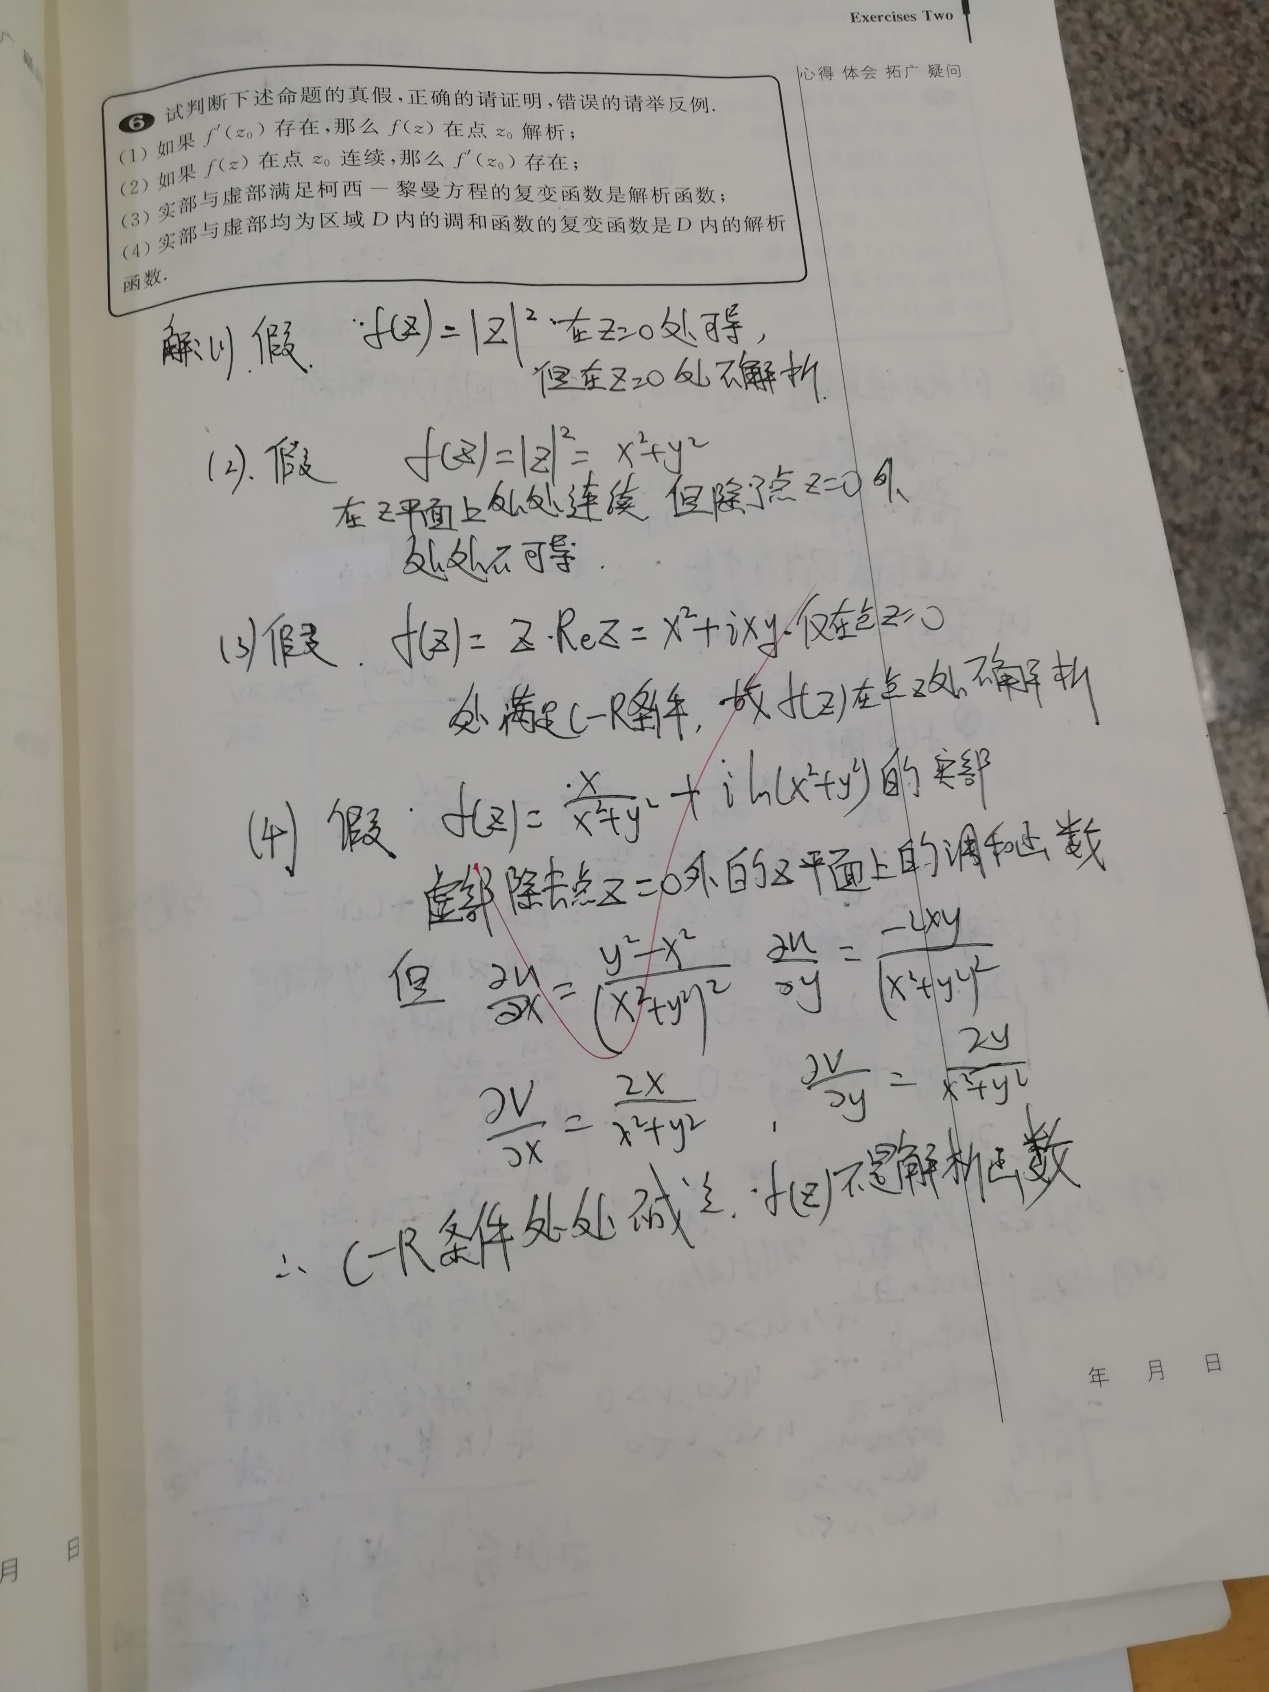 Exercises Two
心得 体会 拓广 疑问
6 试判断下述命题的真假,正确的请证明,错误的请举反例.
(1) 如果 f′(z₀) 存在,那么 f(z) 在点 z₀ 解析;
(2) 如果 f(z) 在点 z₀ 连续,那么 f′(z₀) 存在;
(3) 实部与虚部满足柯西-黎曼方程的复变函数是解析函数;
(4) 实部与虚部均为区域 D 内的调和函数的复变函数是 D 内的解析
函数.
解:(1). 假. f(z)=|z|² 在z=0处可导,
但在z=0处不解析.
(2). 假 f(z)=|z|²= x²+y²
在z平面上处处连续 但除了点z=0外
处处不可导.
(3)假. f(z)= z·Rez= x²+ixy. 仅在点z=0
处满足C-R条件, 故f(z)在点z处不解析
(4) 假. f(z)= x/(x²+y²) + i ln(x²+y²)的实部
虚部除去点z=0外的z平面上的调和函数
但 ∂u/∂x = (y²-x²)/(x²+y²)² ∂u/∂y = -2xy/(x²+y²)²
∂v/∂x = 2x/(x²+y²) , ∂v/∂y = 2y/(x²+y²)
∴ C-R条件处处不成立. f(z)不是解析函数
年 月 日
月 日